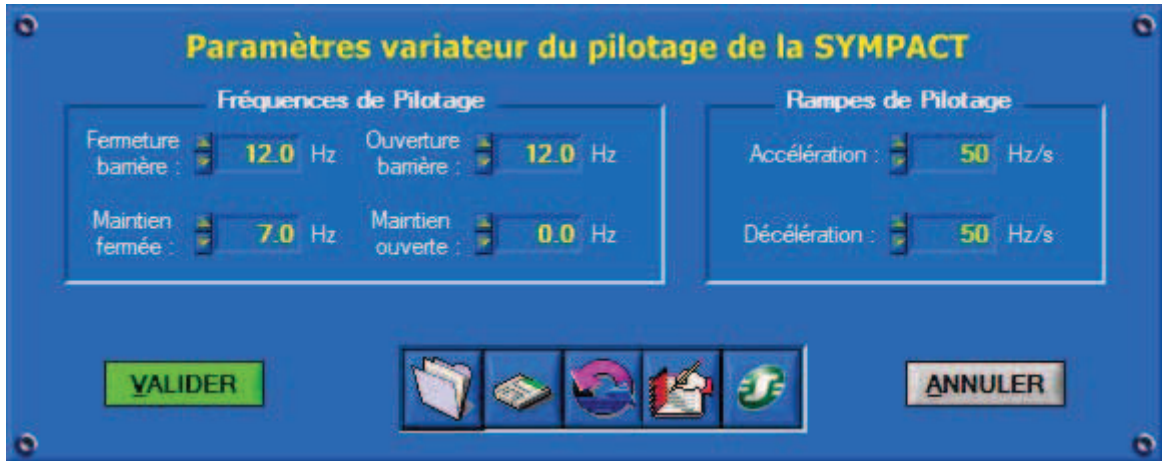 Paramètres variateur du pilotage de la SYMPACT
Fréquences de Pilotage
Fermeture barrière : 12.0 Hz
Ouverture barrière : 12.0 Hz
Maintien fermée : 7.0 Hz
Maintien ouverte : 0.0 Hz
Rampes de Pilotage
Accélération : 50 Hz/s
Décélération : 50 Hz/s
VALIDER
ANNULER